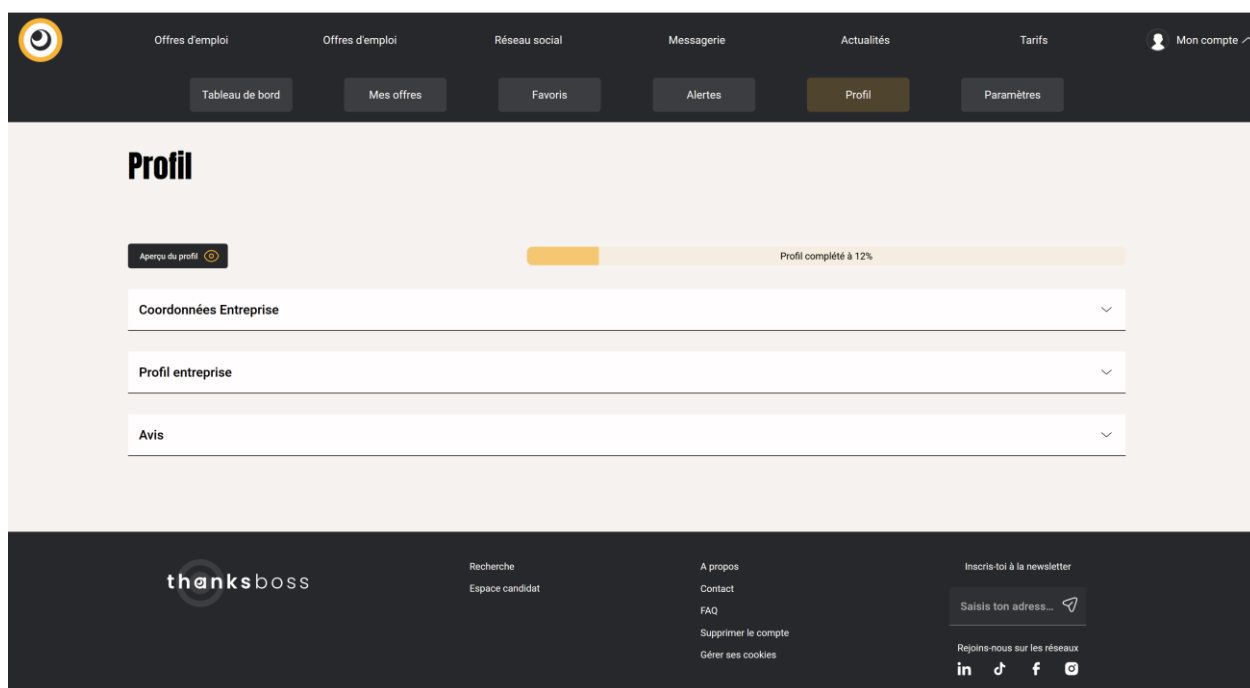 Offres d'emploi
Offres d'emploi
Réseau social
Messagerie
Actualités
Tarifs
Mon compte
Tableau de bord
Mes offres
Favoris
Alertes
Profil
Paramètres
Profil
Aperçu du profil
Profil complété à 12%
Coordonnées Entreprise
Profil entreprise
Avis
thanksboss
Recherche
Espace candidat
A propos
Contact
FAQ
Supprimer le compte
Gérer ses cookies
Inscris-toi à la newsletter
Saisis ton adress...
Rejoins-nous sur les réseaux